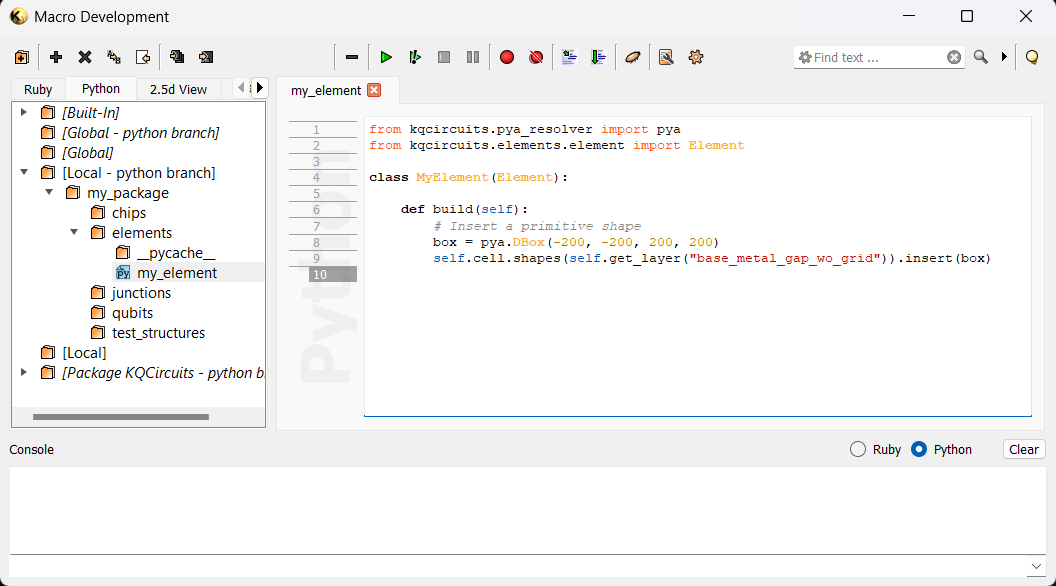 Macro Development
Find text ...
Ruby
Python
2.5d View
my_element
[Built-In]
[Global - python branch]
[Global]
[Local - python branch]
my_package
chips
elements
__pycache__
my_element
junctions
qubits
test_structures
[Local]
[Package KQCircuits - python b
Python
1 from kqcircuits.pya_resolver import pya
2 from kqcircuits.elements.element import Element
3
4 class MyElement(Element):
5
6 def build(self):
7 # Insert a primitive shape
8 box = pya.DBox(-200, -200, 200, 200)
9 self.cell.shapes(self.get_layer("base_metal_gap_wo_grid")).insert(box)
10
Console
Ruby
Python
Clear